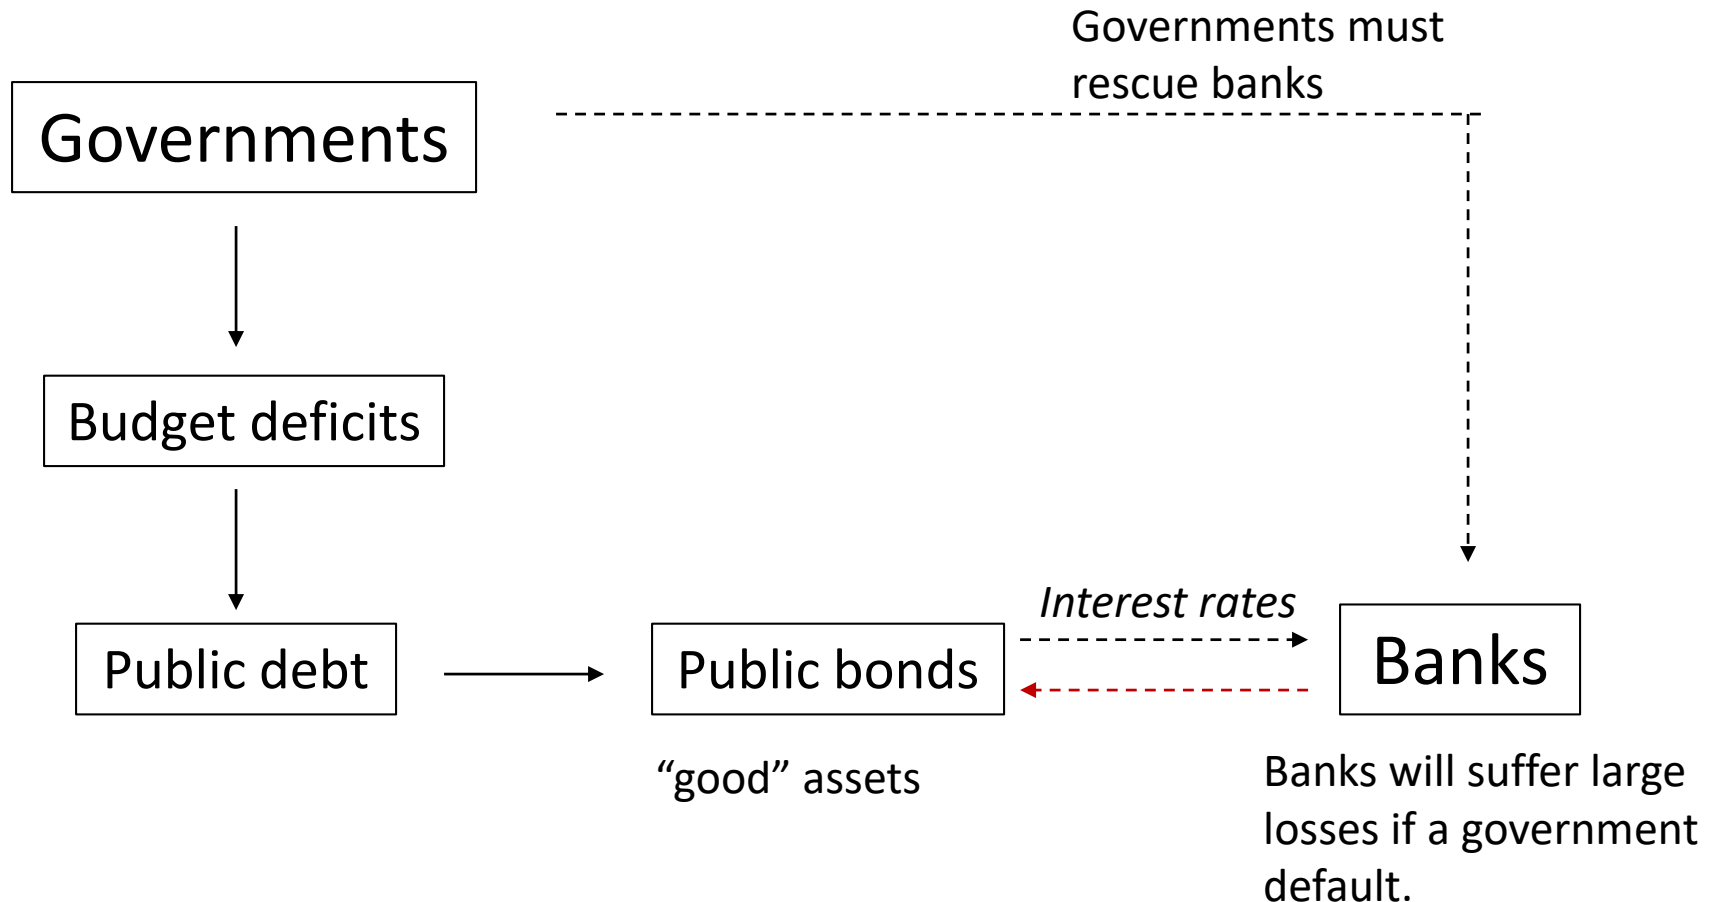 Governments must
rescue banks
Governments
Budget deficits
Public debt
Public bonds
Interest rates
Banks
“good” assets
Banks will suffer large
losses if a government
default.